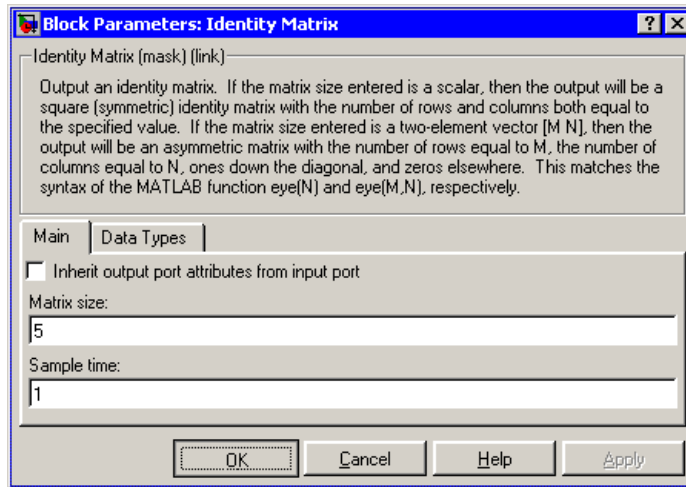 Block Parameters: Identity Matrix
Identity Matrix (mask) (link)
Output an identity matrix. If the matrix size entered is a scalar, then the output will be a
square (symmetric) identity matrix with the number of rows and columns both equal to
the specified value. If the matrix size entered is a two-element vector [M N], then the
output will be an asymmetric matrix with the number of rows equal to M, the number of
columns equal to N, ones down the diagonal, and zeros elsewhere. This matches the
syntax of the MATLAB function eye(N) and eye(M,N), respectively.
Main Data Types
Inherit output port attributes from input port
Matrix size:
5
Sample time:
1
OK Cancel Help Apply